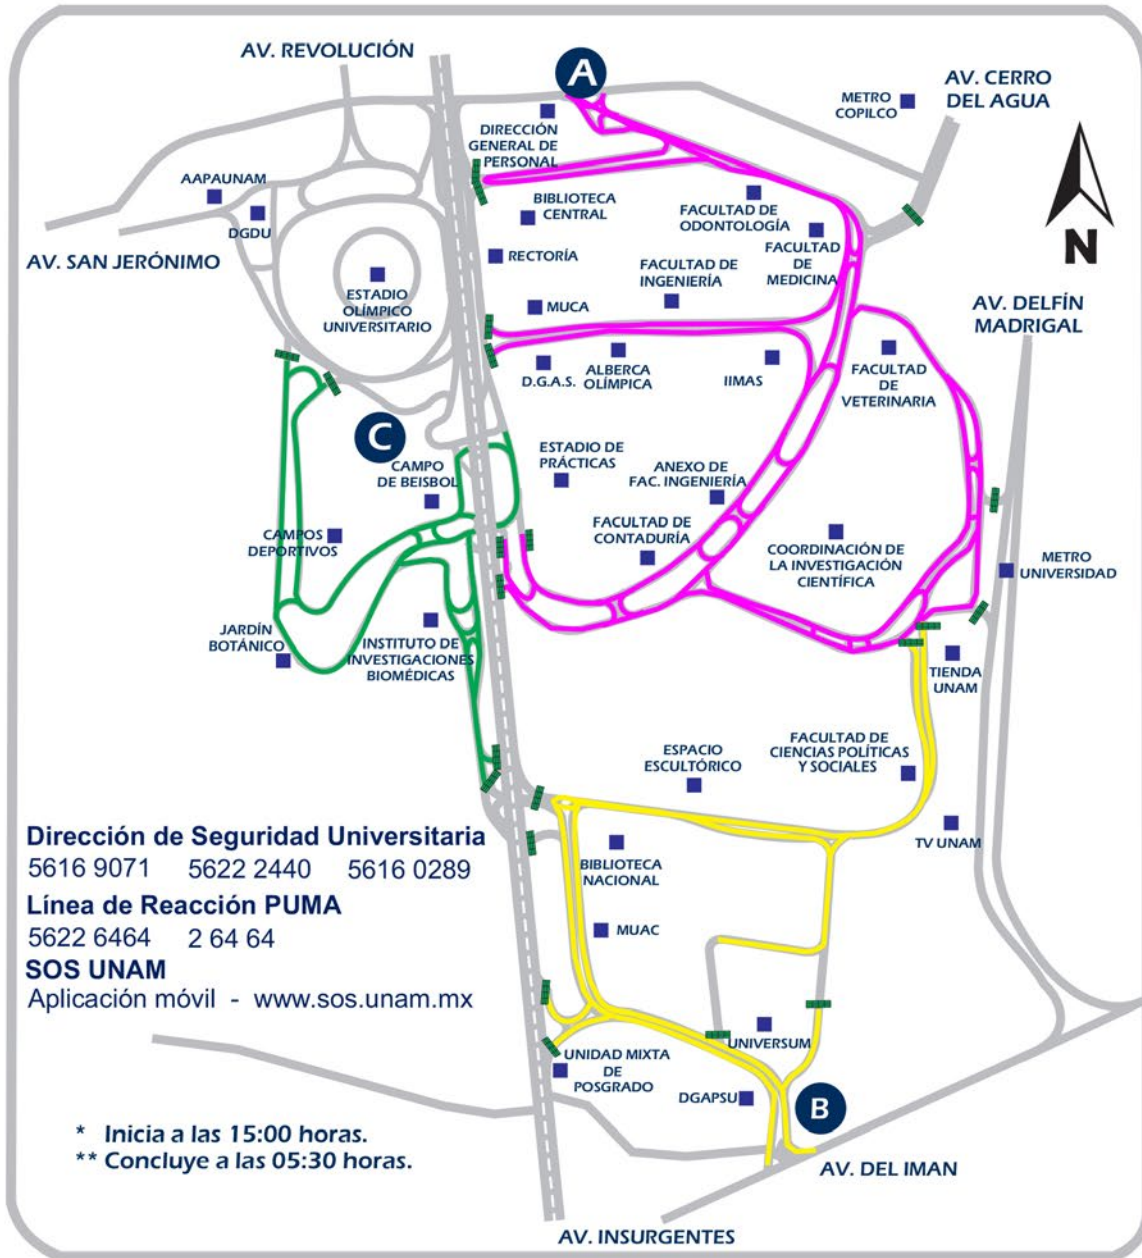 AV. REVOLUCIÓN
A
AV. CERRO
DEL AGUA
METRO
COPILCO
DIRECCIÓN
GENERAL DE
PERSONAL
AAPAUNAM
DGDU
BIBLIOTECA
CENTRAL
FACULTAD DE
ODONTOLOGÍA
FACULTAD
DE
MEDICINA
N
AV. SAN JERÓNIMO
RECTORÍA
FACULTAD DE
INGENIERÍA
ESTADIO
OLÍMPICO
UNIVERSITARIO
MUCA
AV. DELFÍN
MADRIGAL
D.G.A.S.
ALBERCA
OLÍMPICA
IIMAS
FACULTAD
DE
VETERINARIA
C
CAMPO
DE BEISBOL
ESTADIO DE
PRÁCTICAS
ANEXO DE
FAC. INGENIERÍA
CAMPOS
DEPORTIVOS
FACULTAD DE
CONTADURÍA
COORDINACIÓN DE
LA INVESTIGACIÓN
CIENTÍFICA
METRO
UNIVERSIDAD
JARDÍN
BOTÁNICO
INSTITUTO DE
INVESTIGACIONES
BIOMÉDICAS
TIENDA
UNAM
ESPACIO
ESCULTÓRICO
FACULTAD DE
CIENCIAS POLÍTICAS
Y SOCIALES
TV UNAM
Dirección de Seguridad Universitaria
5616 9071 5622 2440 5616 0289
Línea de Reacción PUMA
5622 6464 2 64 64
SOS UNAM
Aplicación móvil - www.sos.unam.mx
BIBLIOTECA
NACIONAL
MUAC
UNIVERSUM
UNIDAD MIXTA
DE
POSGRADO
DGAPSU
B
* Inicia a las 15:00 horas.
** Concluye a las 05:30 horas.
AV. DEL IMAN
AV. INSURGENTES